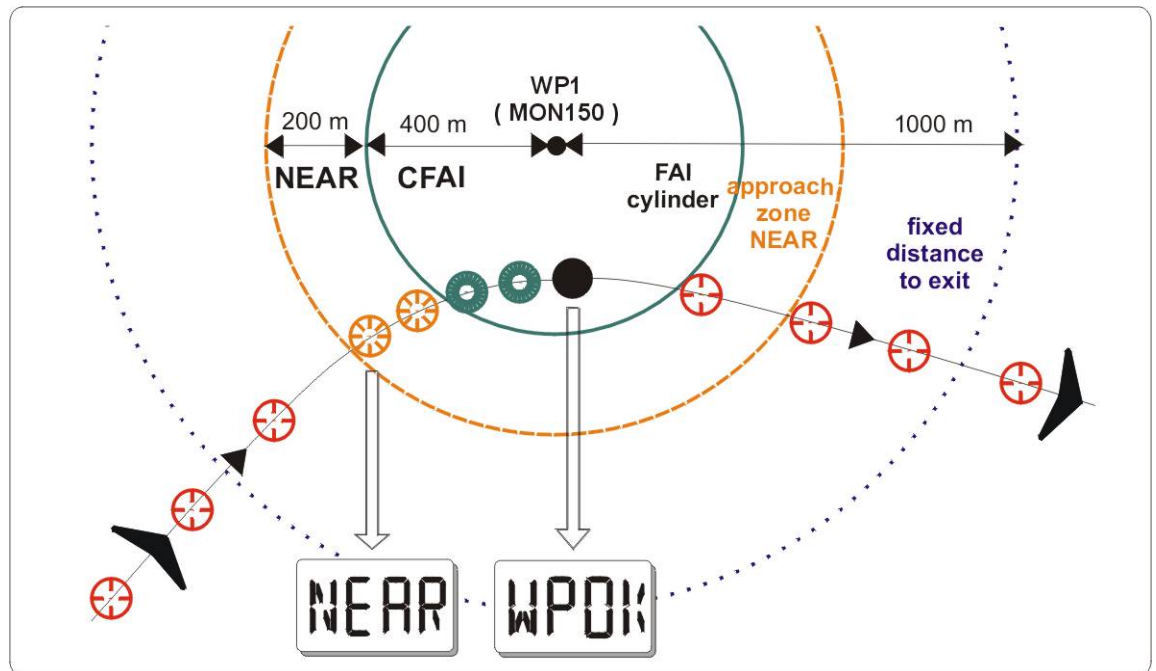 WP1
( MON150 )
200 m
400 m
1000 m
NEAR
CFAI
FAI
cylinder
approach
zone
NEAR
fixed
distance
to exit
NEAR
WPOK